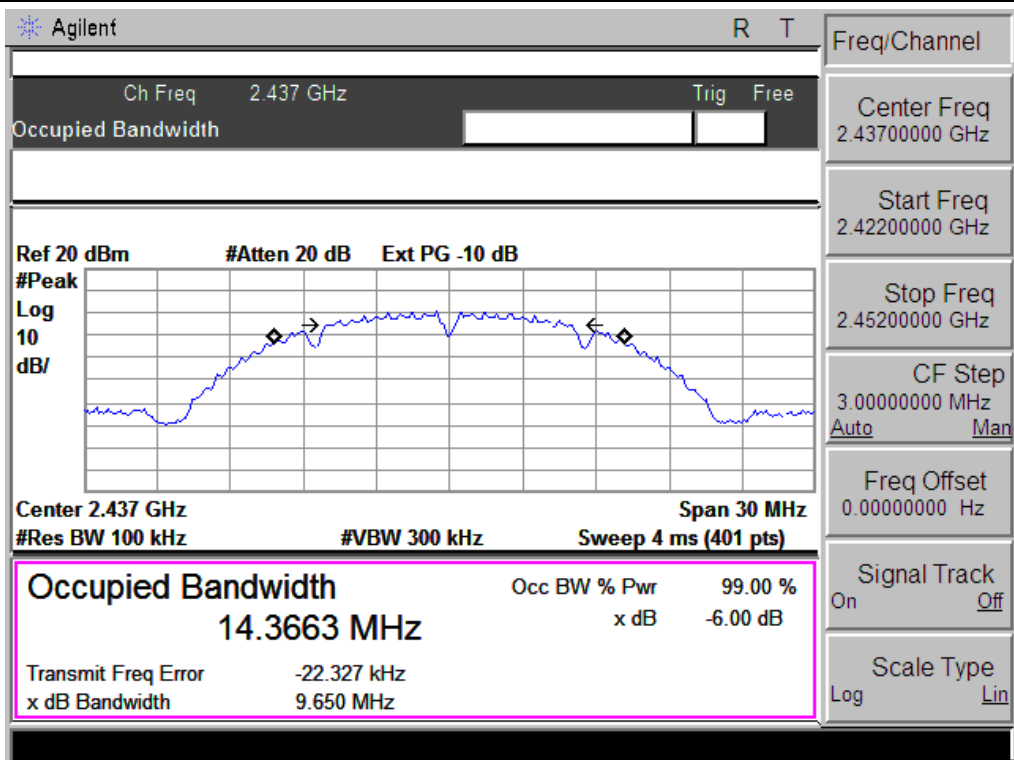 Agilent R T
Ch Freq 2.437 GHz Trig Free
Occupied Bandwidth
Ref 20 dBm #Atten 20 dB Ext PG -10 dB
#Peak
Log
10
dB/
Center 2.437 GHz Span 30 MHz
#Res BW 100 kHz #VBW 300 kHz Sweep 4 ms (401 pts)
Occupied Bandwidth Occ BW % Pwr 99.00 %
14.3663 MHz x dB -6.00 dB
Transmit Freq Error -22.327 kHz
x dB Bandwidth 9.650 MHz
Freq/Channel
Center Freq
2.43700000 GHz
Start Freq
2.42200000 GHz
Stop Freq
2.45200000 GHz
CF Step
3.00000000 MHz
Auto Man
Freq Offset
0.00000000 Hz
Signal Track
On Off
Scale Type
Log Lin